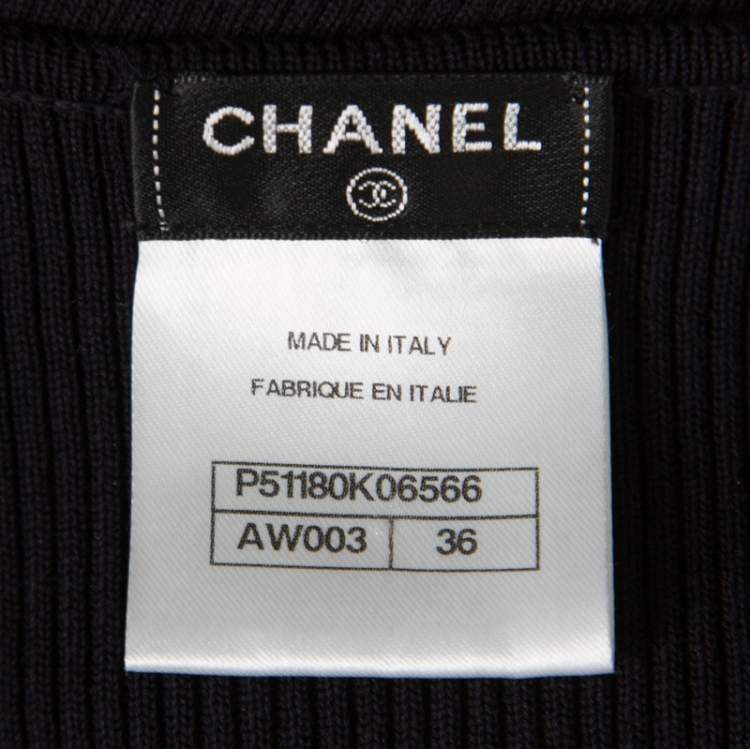 CHANEL
MADE IN ITALY
FABRIQUE EN ITALIE
P51180K06566
AW003 36